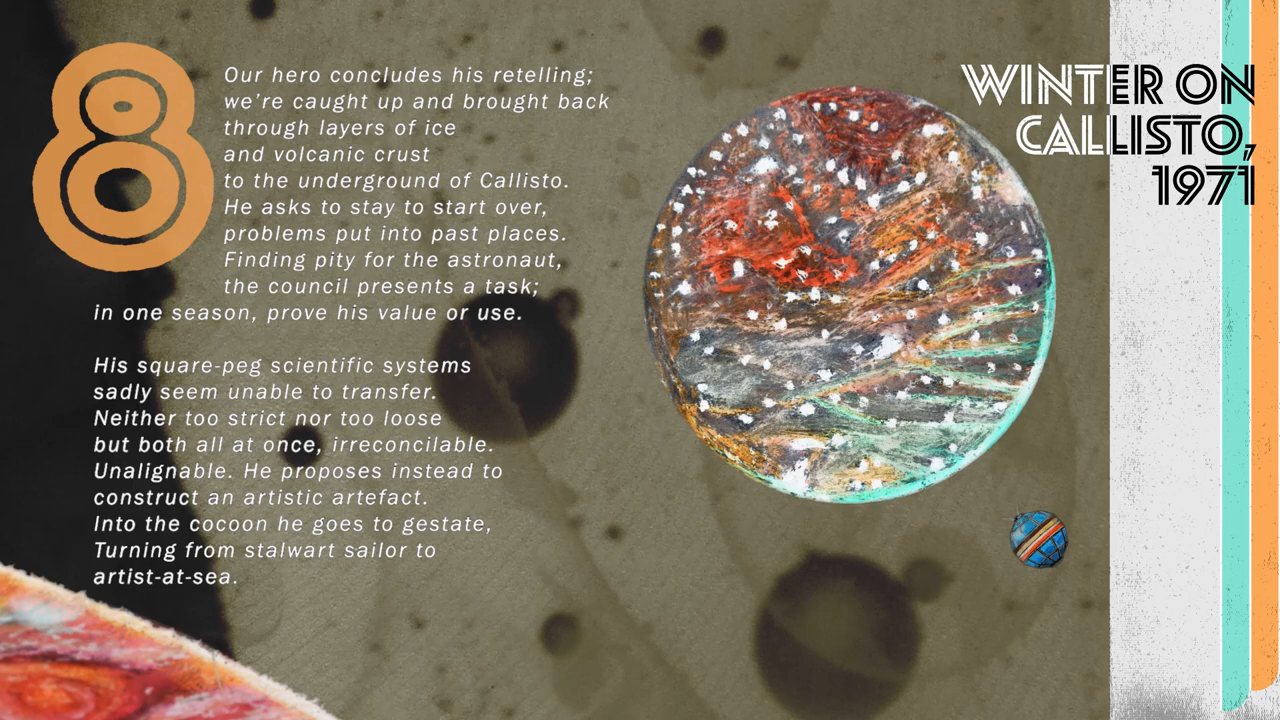 8
Our hero concludes his retelling;
we're caught up and brought back
through layers of ice
and volcanic crust
to the underground of Callisto.
He asks to stay to start over,
problems put into past places.
Finding pity for the astronaut,
the council presents a task;
in one season, prove his value or use.
His square-peg scientific systems
sadly seem unable to transfer.
Neither too strict nor too loose
but both all at once, irreconcilable.
Unalignable. He proposes instead to
construct an artistic artefact.
Into the cocoon he goes to gestate,
Turning from stalwart sailor to
artist-at-sea.
WINTER ON
CALLISTO,
1971